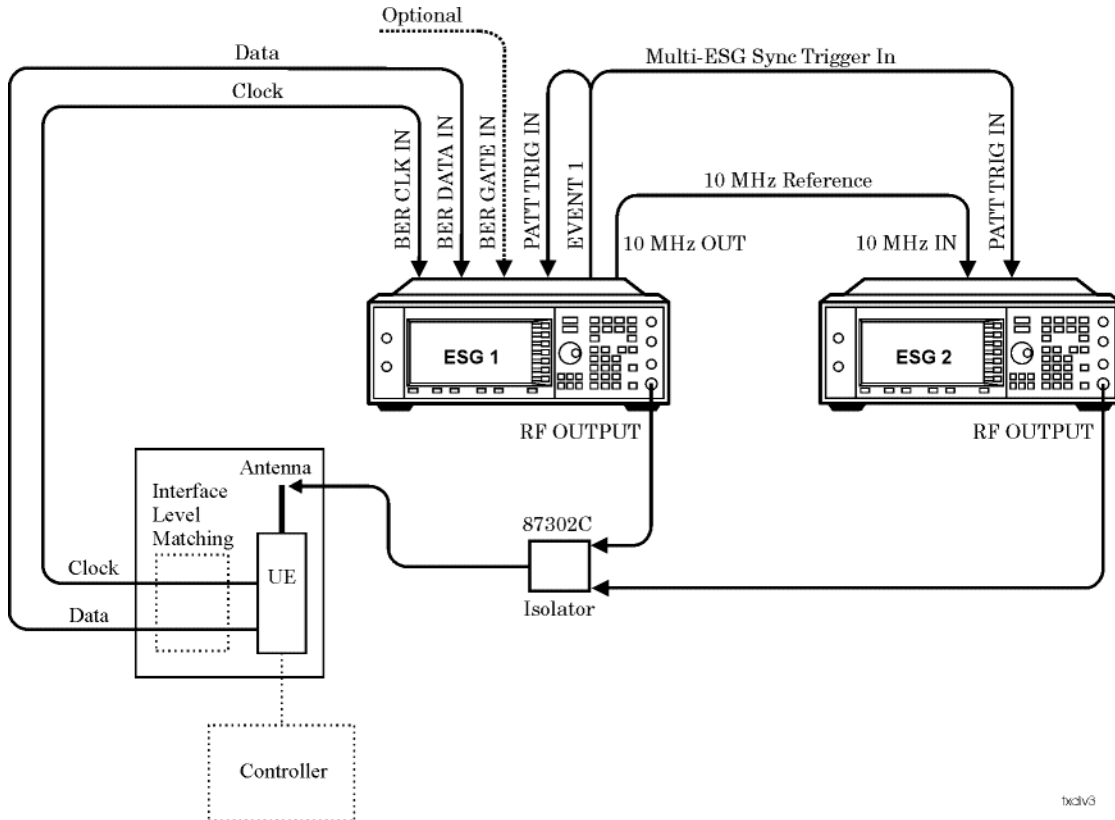 Optional
Data
Multi-ESG Sync Trigger In
Clock
BER CLK IN
BER DATA IN
BER GATE IN
PATT TRIG IN
EVENT 1
PATT TRIG IN
10 MHz Reference
10 MHz OUT
10 MHz IN
ESG 1
ESG 2
RF OUTPUT
RF OUTPUT
Antenna
Interface
Level
Matching
87302C
Clock
UE
Isolator
Data
Controller
txdiv3